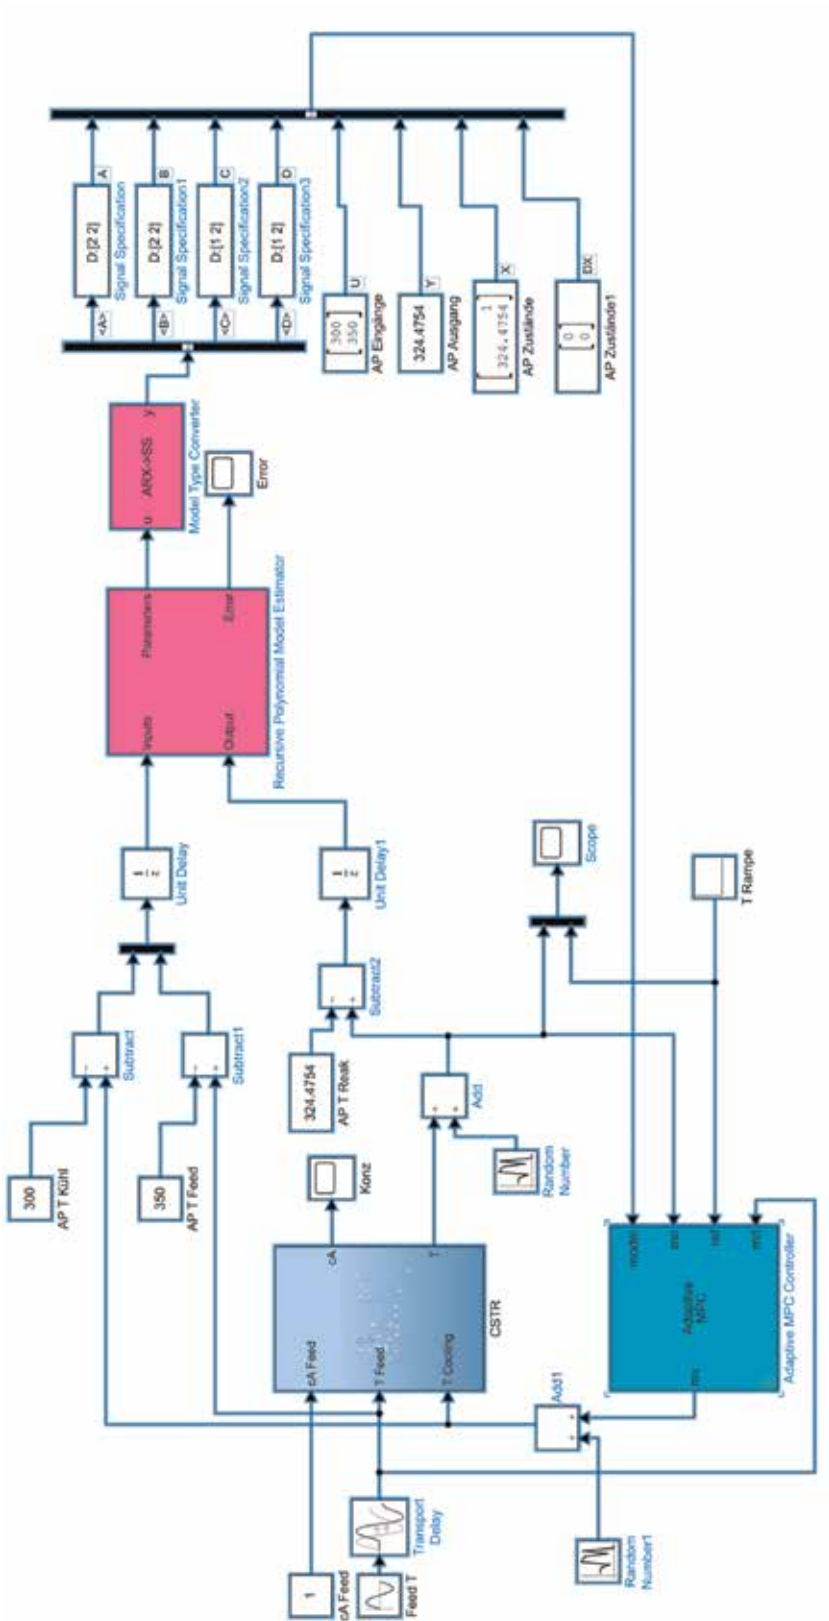 1
cA Feed
Feed T
Transport
Delay
Random
Number1
300
AP T Kühl
350
AP T Feed
cA Feed
T Feed
T Cooling
cA
T
CSTR
Konz
Add1
Adaptive
MPC
mv
model
mo
ref
md
Adaptive MPC Controller
Random
Number
Add
324.4754
AP T Reak
Subtract
Subtract1
Subtract2
1
z
Unit Delay
1
z
Unit Delay1
Scope
T Rampe
Inputs
Output
Parameters
Error
Recursive Polynomial Model Estimator
u
ARX->SS
y
Model Type Converter
Error
<A>
<B>
<C>
<D>
D:[2 2]
A
Signal Specification
D:[2 2]
B
Signal Specification1
D:[1 2]
C
Signal Specification2
D:[1 2]
D
Signal Specification3
300
350
U
AP Eingänge
324.4754
Y
AP Ausgang
1
324.4754
X
AP Zustände
0
0
DX
AP Zustände1